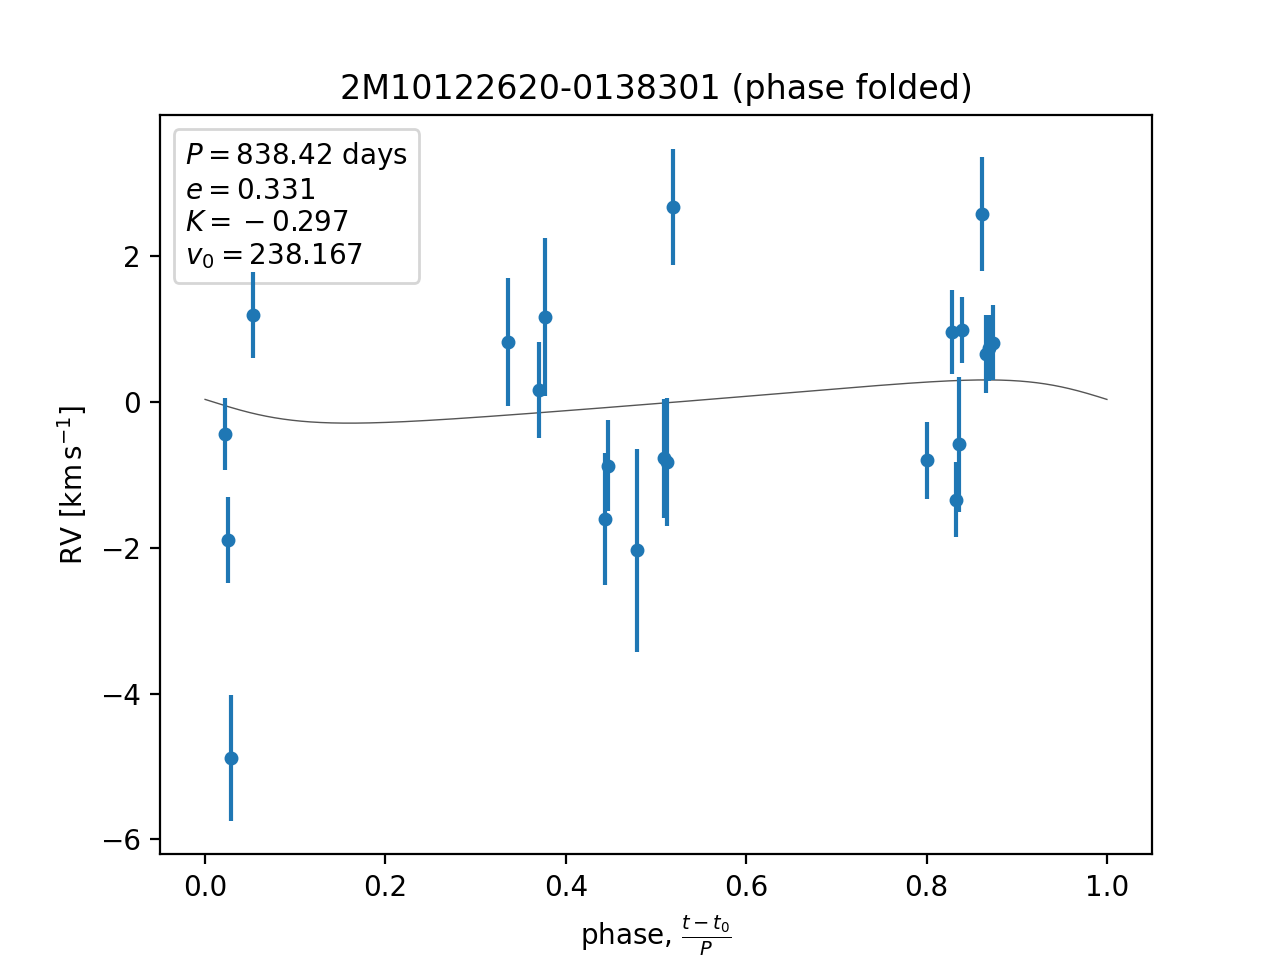 2M10122620-0138301 (phase folded)
P = 838.42 days
e = 0.331
K = −0.297
v₀ = 238.167
RV [km s⁻¹]
2
0
−2
−4
−6
0.0 0.2 0.4 0.6 0.8 1.0
phase, (t − t₀)/P